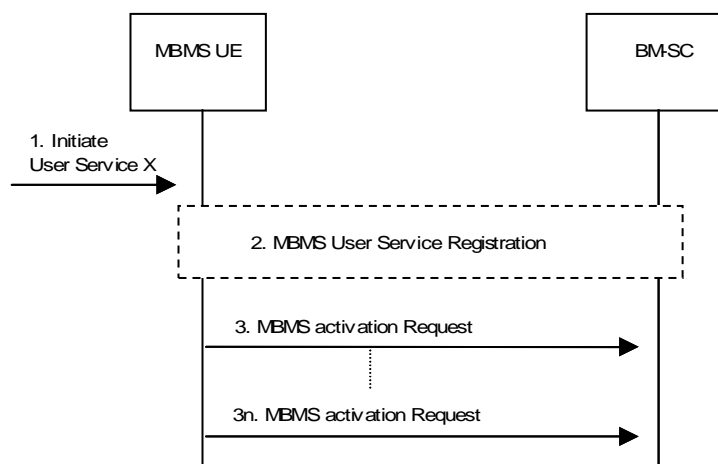 MBMS UE
BM-SC
1. Initiate
User Service X
2. MBMS User Service Registration
3. MBMS activation Request
3n. MBMS activation Request